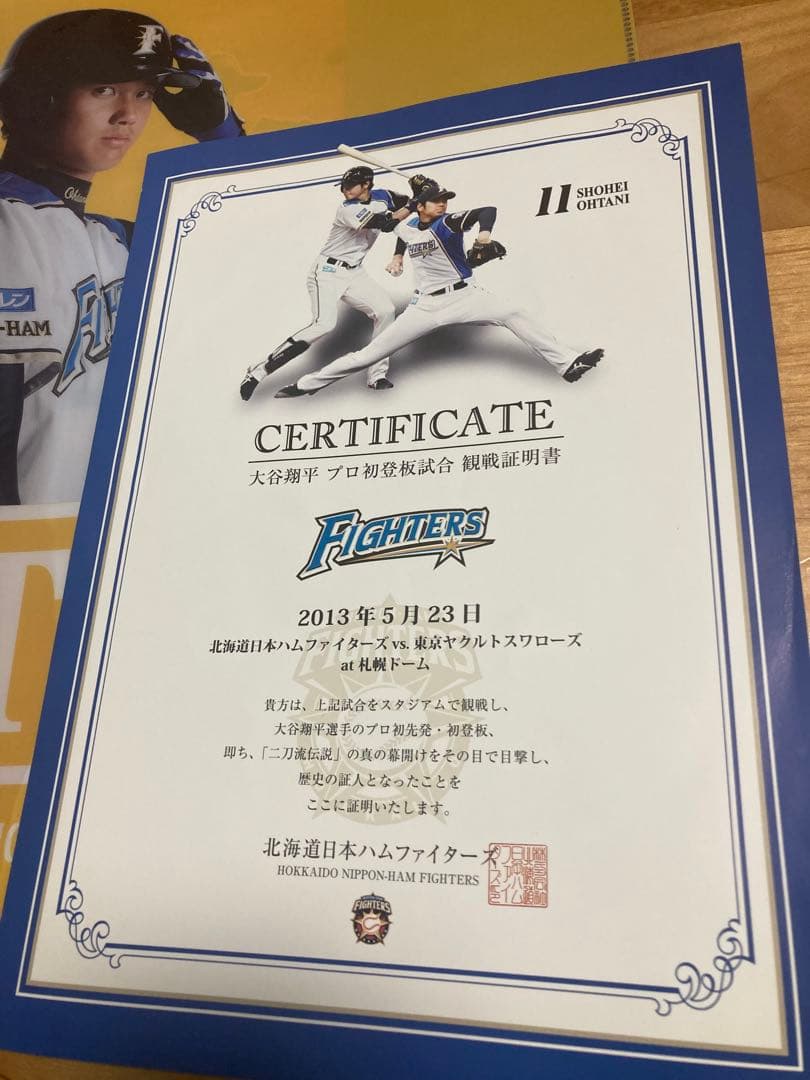 F
レン
-HAM
11 SHOHEI
OHTANI
FIGHTERS
CERTIFICATE
大谷翔平 プロ初登板試合 観戦証明書
FIGHTERS
2013年5月23日
北海道日本ハムファイターズ vs. 東京ヤクルトスワローズ
at 札幌ドーム
FIGHTERS
貴方は、上記試合をスタジアムで観戦し、
大谷翔平選手のプロ初先発・初登板、
即ち、「二刀流伝説」の真の幕開けをその目で目撃し、
歴史の証人となったことを
ここに証明いたします。
北海道日本ハムファイターズ
HOKKAIDO NIPPON-HAM FIGHTERS
FIGHTERS